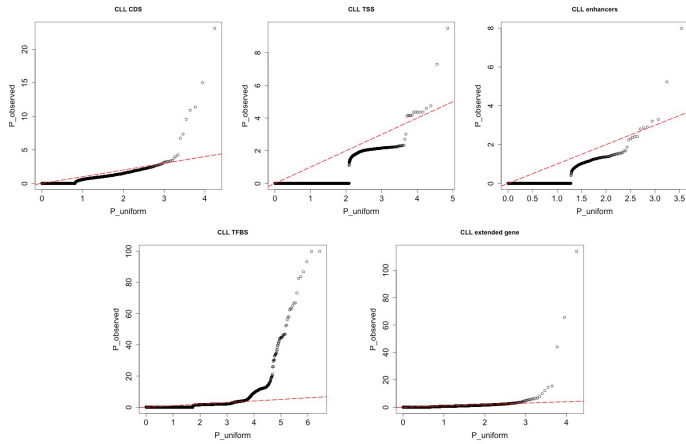 CLL CDS
P_observed
0 5 10 15 20
0 1 2 3 4
P_uniform
CLL TSS
P_observed
0 2 4 6 8
0 1 2 3 4 5
P_uniform
CLL enhancers
P_observed
0 2 4 6 8
0.0 0.5 1.0 1.5 2.0 2.5 3.0 3.5
P_uniform
CLL TFBS
P_observed
0 20 40 60 80 100
0 1 2 3 4 5 6
P_uniform
CLL extended gene
P_observed
0 20 40 60 80 100
0 1 2 3 4
P_uniform